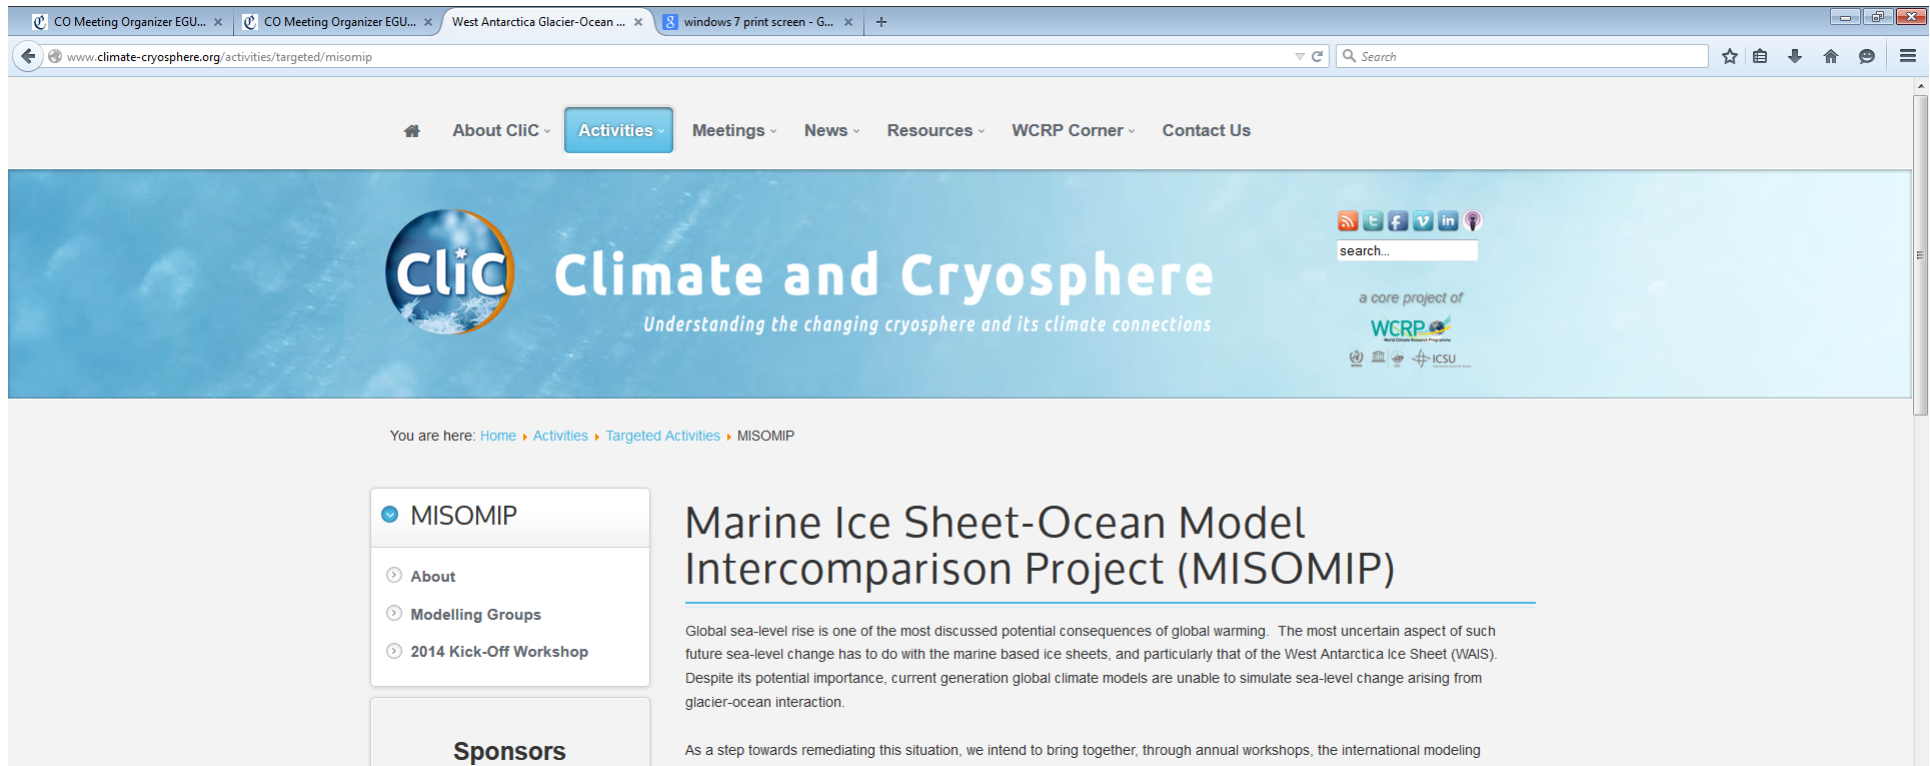 CO Meeting Organizer EGU... ×
CO Meeting Organizer EGU... ×
West Antarctica Glacier-Ocean ... ×
windows 7 print screen - G... ×
www.climate-cryosphere.org/activities/targeted/misomip
Search
About CliC
Activities
Meetings
News
Resources
WCRP Corner
Contact Us
CliC
Climate and Cryosphere
Understanding the changing cryosphere and its climate connections
search...
a core project of
WCRP
World Climate Research Programme
ICSU
You are here: Home Activities Targeted Activities MISOMIP
MISOMIP
About
Modelling Groups
2014 Kick-Off Workshop
Sponsors
Marine Ice Sheet-Ocean Model
Intercomparison Project (MISOMIP)
Global sea-level rise is one of the most discussed potential consequences of global warming. The most uncertain aspect of such
future sea-level change has to do with the marine based ice sheets, and particularly that of the West Antarctica Ice Sheet (WAIS).
Despite its potential importance, current generation global climate models are unable to simulate sea-level change arising from
glacier-ocean interaction.
As a step towards remediating this situation, we intend to bring together, through annual workshops, the international modeling